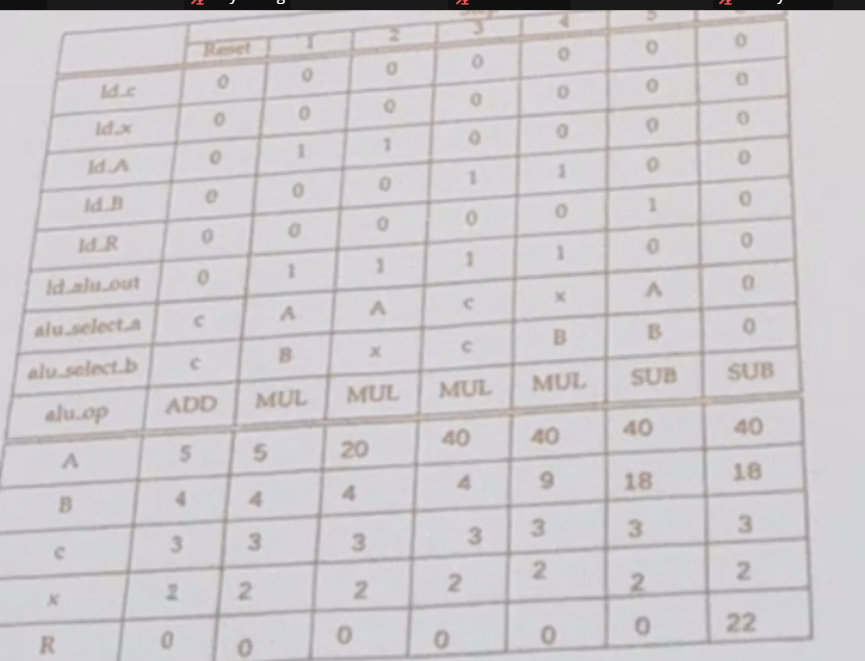 Reset 1 2 3 4 5
ld_c 0 0 0 0 0 0 0
ld_x 0 0 0 0 0 0 0
ld_A 0 1 1 0 0 0 0
ld_B 0 0 0 1 1 0 0
ld_R 0 0 0 0 0 1 0
ld_alu_out 0 1 1 1 1 0 0
alu_select_a c A A c x A 0
alu_select_b c B x c B B 0
alu_op ADD MUL MUL MUL MUL SUB SUB
A 5 5 20 40 40 40 40
B 4 4 4 4 9 18 18
c 3 3 3 3 3 3 3
x 2 2 2 2 2 2 2
R 0 0 0 0 0 0 22